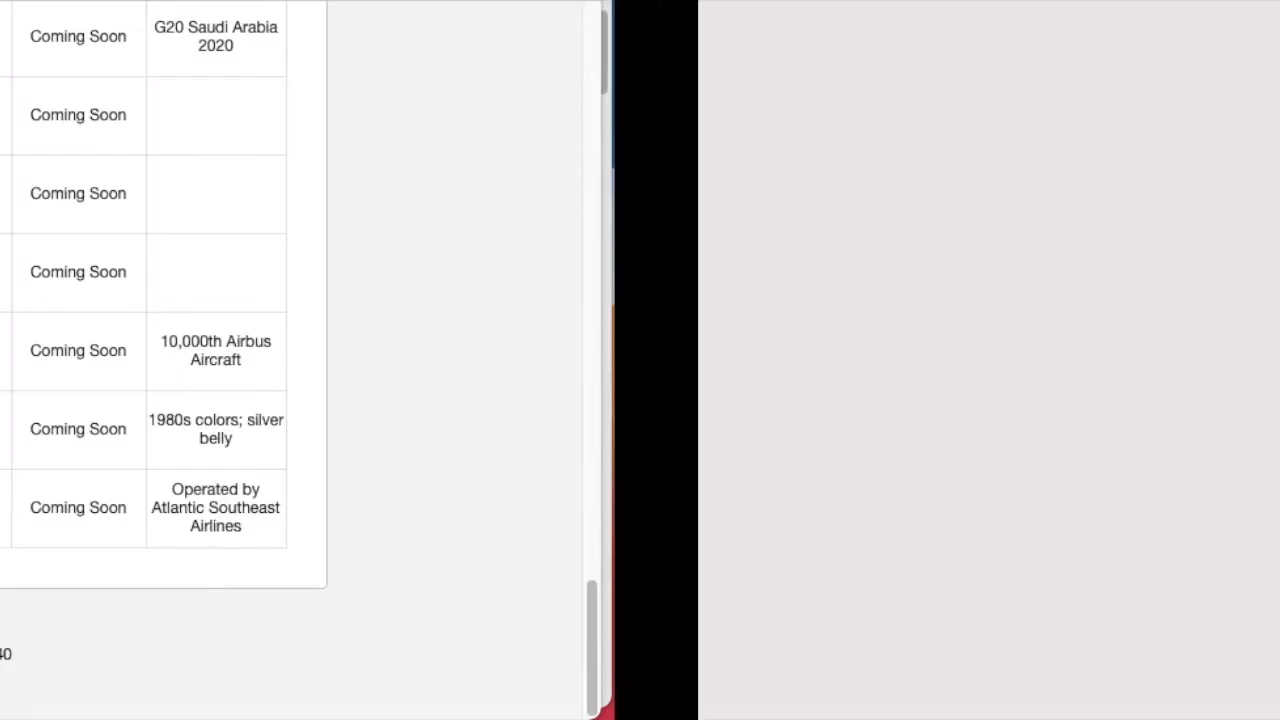 Coming Soon
G20 Saudi Arabia
2020
Coming Soon
Coming Soon
Coming Soon
Coming Soon
10,000th Airbus
Aircraft
Coming Soon
1980s colors; silver
belly
Coming Soon
Operated by
Atlantic Southeast
Airlines
40